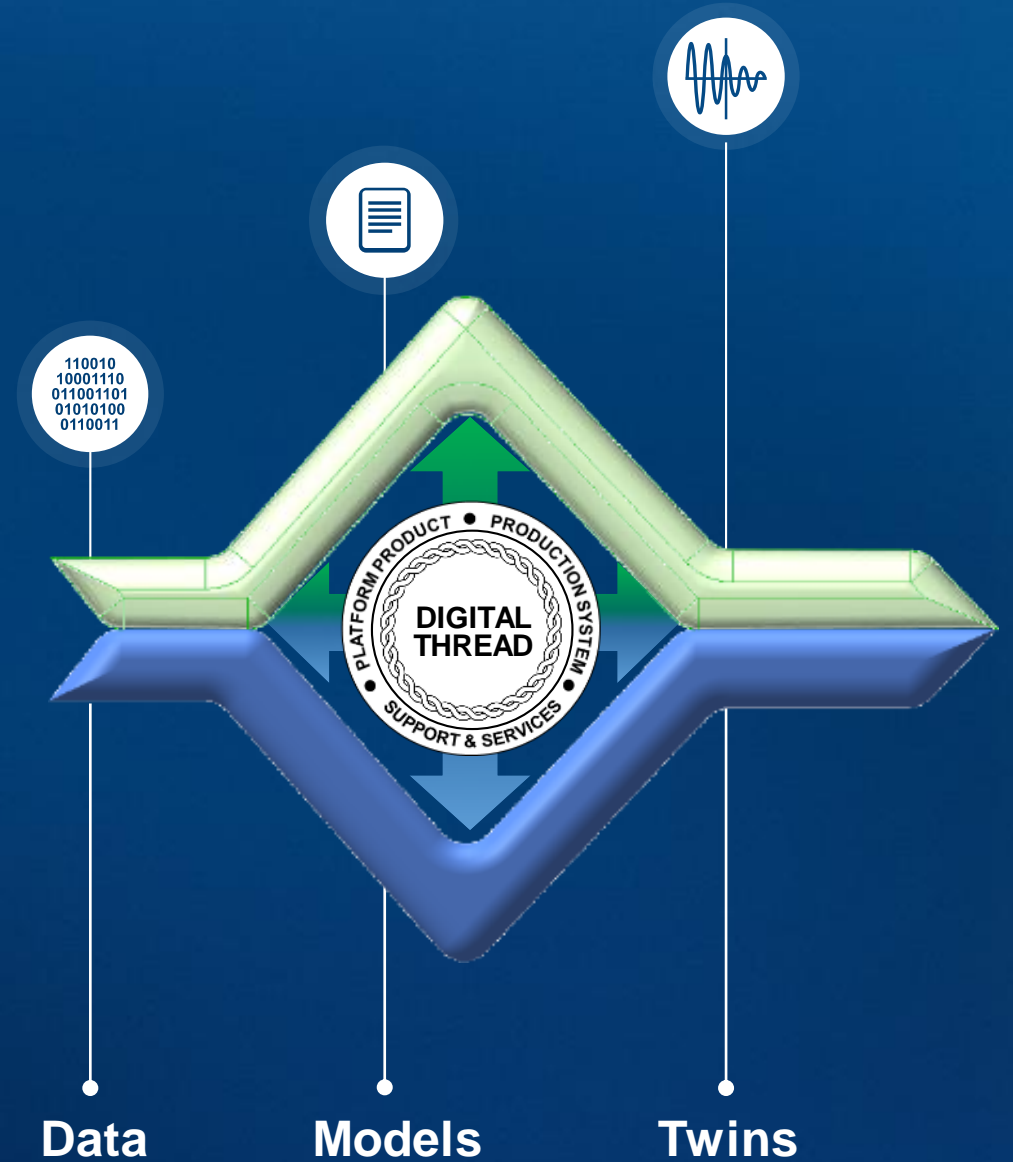 110010
10001110
011001101
01010100
0110011
PLATFORM PRODUCT • PRODUCTION SYSTEM • SUPPORT & SERVICES •
DIGITAL
THREAD
Data
Models
Twins